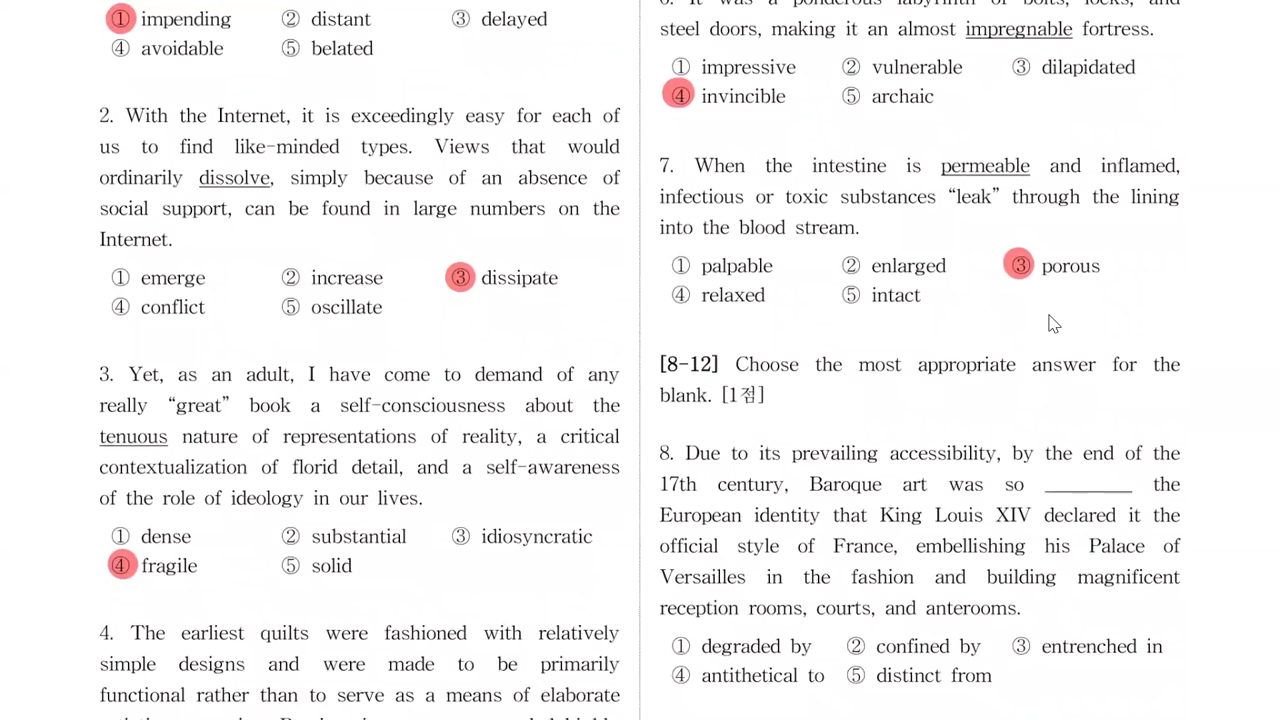 ① impending ② distant ③ delayed
④ avoidable ⑤ belated
2. With the Internet, it is exceedingly easy for each of
us to find like-minded types. Views that would
ordinarily dissolve, simply because of an absence of
social support, can be found in large numbers on the
Internet.
① emerge ② increase ③ dissipate
④ conflict ⑤ oscillate
3. Yet, as an adult, I have come to demand of any
really “great” book a self-consciousness about the
tenuous nature of representations of reality, a critical
contextualization of florid detail, and a self-awareness
of the role of ideology in our lives.
① dense ② substantial ③ idiosyncratic
④ fragile ⑤ solid
4. The earliest quilts were fashioned with relatively
simple designs and were made to be primarily
functional rather than to serve as a means of elaborate
6. It was a ponderous labyrinth of bolts, locks, and
steel doors, making it an almost impregnable fortress.
① impressive ② vulnerable ③ dilapidated
④ invincible ⑤ archaic
7. When the intestine is permeable and inflamed,
infectious or toxic substances “leak” through the lining
into the blood stream.
① palpable ② enlarged ③ porous
④ relaxed ⑤ intact
[8-12] Choose the most appropriate answer for the
blank. [1점]
8. Due to its prevailing accessibility, by the end of the
17th century, Baroque art was so ________ the
European identity that King Louis XIV declared it the
official style of France, embellishing his Palace of
Versailles in the fashion and building magnificent
reception rooms, courts, and anterooms.
① degraded by ② confined by ③ entrenched in
④ antithetical to ⑤ distinct from